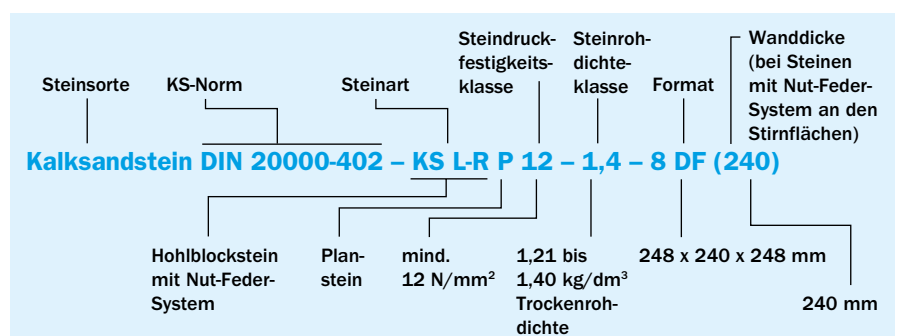 Steinsorte
KS-Norm
Steinart
Steindruck-
festigkeits-
klasse
Steinroh-
dichte-
klasse
Format
Wanddicke
(bei Steinen
mit Nut-Feder-
System an den
Stirnflächen)
Kalksandstein DIN 20000-402 – KS L-R P 12 – 1,4 – 8 DF (240)
Hohlblockstein
mit Nut-Feder-
System
Plan-
stein
mind.
12 N/mm²
1,21 bis
1,40 kg/dm³
Trockenroh-
dichte
248 x 240 x 248 mm
240 mm